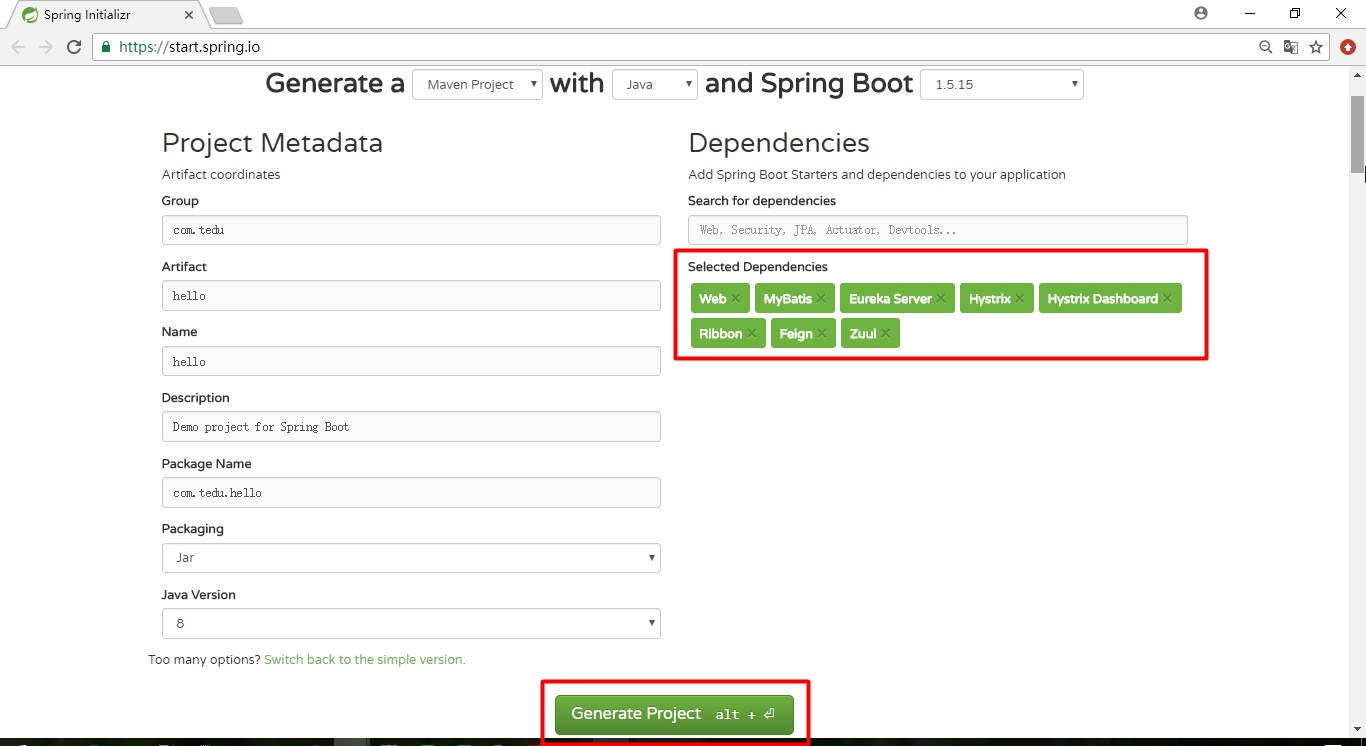 Spring Initializr
https://start.spring.io
Generate a Maven Project with Java and Spring Boot 1.5.15
Project Metadata
Artifact coordinates
Group
com.tedu
Artifact
hello
Name
hello
Description
Demo project for Spring Boot
Package Name
com.tedu.hello
Packaging
Jar
Java Version
8
Too many options? Switch back to the simple version.
Dependencies
Add Spring Boot Starters and dependencies to your application
Search for dependencies
Web, Security, JPA, Actuator, Devtools...
Selected Dependencies
Web × MyBatis × Eureka Server × Hystrix × Hystrix Dashboard ×
Ribbon × Feign × Zuul ×
Generate Project alt + ⏎